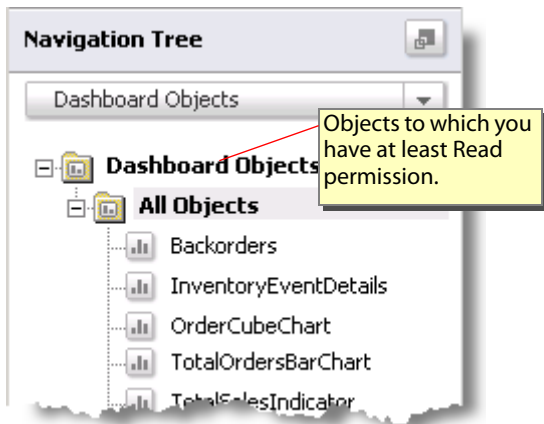 Navigation Tree
Dashboard Objects
Objects to which you
have at least Read
permission.
Dashboard Objects
All Objects
Backorders
InventoryEventDetails
OrderCubeChart
TotalOrdersBarChart
TotalSalesIndicator